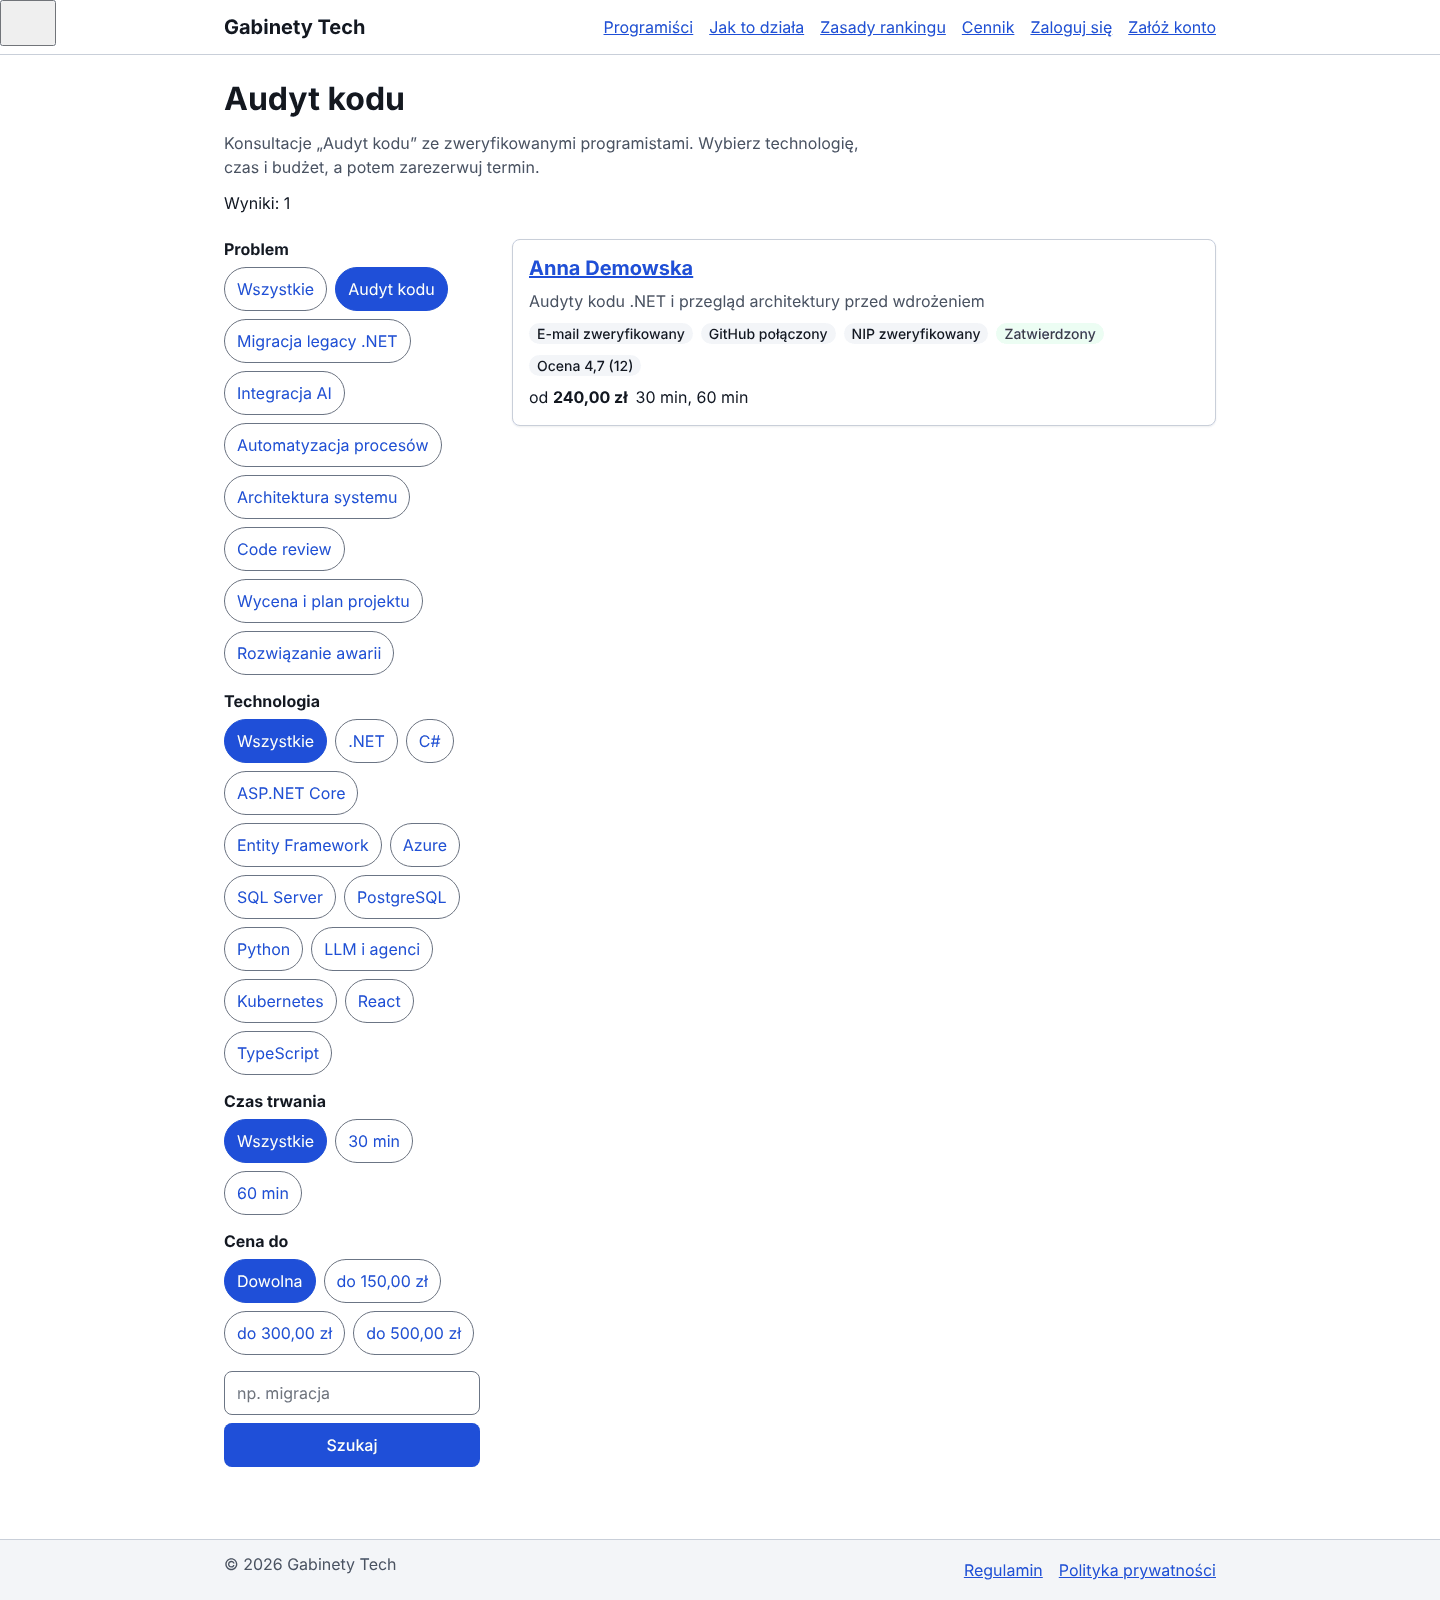 Gabinety Tech
Programiści Jak to działa Zasady rankingu Cennik Zaloguj się Załóż konto
Audyt kodu
Konsultacje „Audyt kodu” ze zweryfikowanymi programistami. Wybierz technologię,
czas i budżet, a potem zarezerwuj termin.
Wyniki: 1
Problem
Wszystkie Audyt kodu
Migracja legacy .NET
Integracja AI
Automatyzacja procesów
Architektura systemu
Code review
Wycena i plan projektu
Rozwiązanie awarii
Technologia
Wszystkie .NET C#
ASP.NET Core
Entity Framework Azure
SQL Server PostgreSQL
Python LLM i agenci
Kubernetes React
TypeScript
Czas trwania
Wszystkie 30 min
60 min
Cena do
Dowolna do 150,00 zł
do 300,00 zł do 500,00 zł
np. migracja
Szukaj
Anna Demowska
Audyty kodu .NET i przegląd architektury przed wdrożeniem
E-mail zweryfikowany GitHub połączony NIP zweryfikowany Zatwierdzony
Ocena 4,7 (12)
od 240,00 zł 30 min, 60 min
© 2026 Gabinety Tech
Regulamin Polityka prywatności